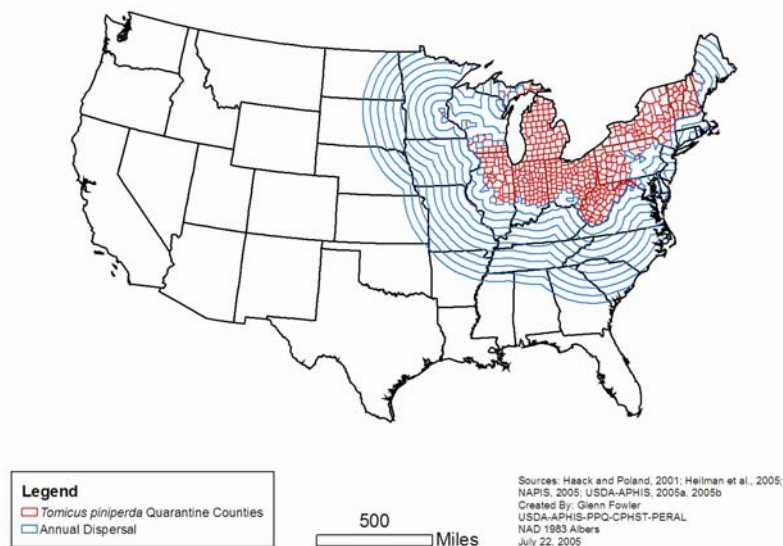 Legend
Tomicus piniperda Quarantine Counties
Annual Dispersal
500
Miles
Sources: Haack and Poland, 2001; Heilman et al., 2005;
NAPIS, 2005; USDA-APHIS, 2005a, 2005b
Created By: Glenn Fowler
USDA-APHIS-PPQ-CPHST-PERAL
NAD 1983 Albers
July 22, 2005